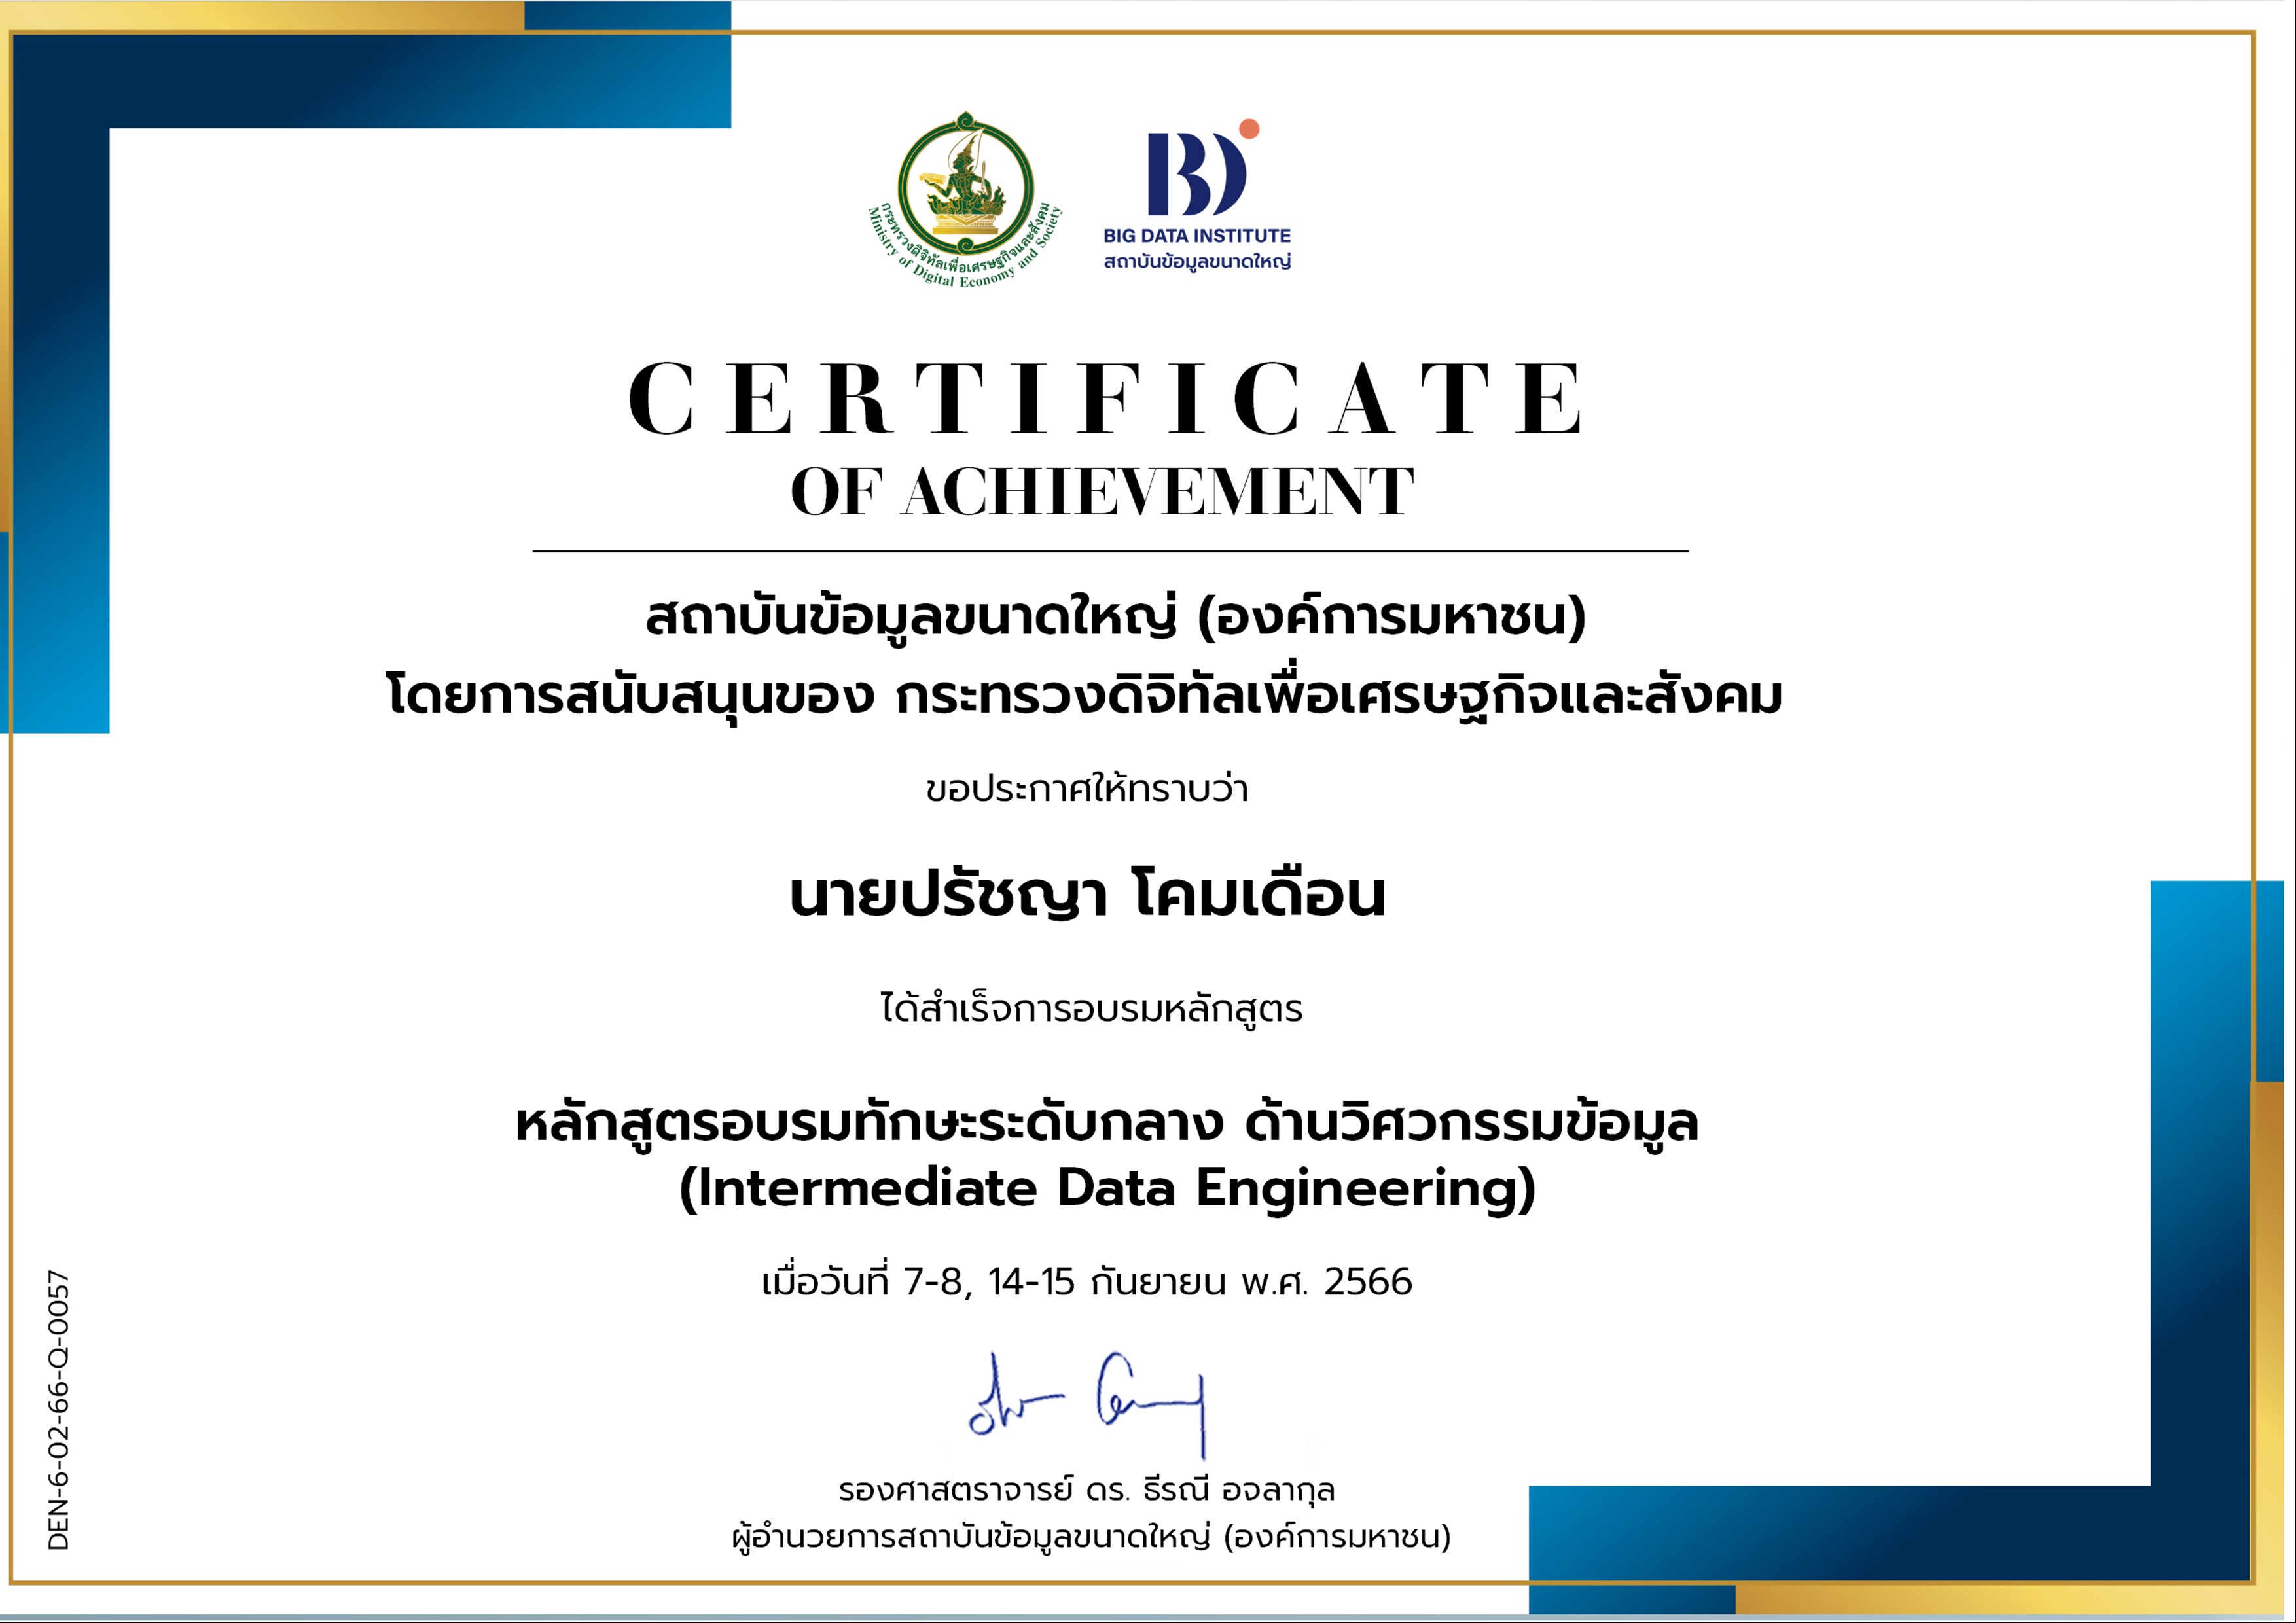 กระทรวงดิจิทัลเพื่อเศรษฐกิจและสังคม
Ministry of Digital Economy and Society
BIG DATA INSTITUTE
สถาบันข้อมูลขนาดใหญ่
CERTIFICATE
OF ACHIEVEMENT
สถาบันข้อมูลขนาดใหญ่ (องค์การมหาชน)
โดยการสนับสนุนของ กระทรวงดิจิทัลเพื่อเศรษฐกิจและสังคม
ขอประกาศให้ทราบว่า
นายปรัชญา โคมเดือน
ได้สำเร็จการอบรมหลักสูตร
หลักสูตรอบรมทักษะระดับกลาง ด้านวิศวกรรมข้อมูล
(Intermediate Data Engineering)
เมื่อวันที่ 7-8, 14-15 กันยายน พ.ศ. 2566
รองศาสตราจารย์ ดร. ธีรณี อจลากุล
ผู้อำนวยการสถาบันข้อมูลขนาดใหญ่ (องค์การมหาชน)
DEN-6-02-66-Q-0057